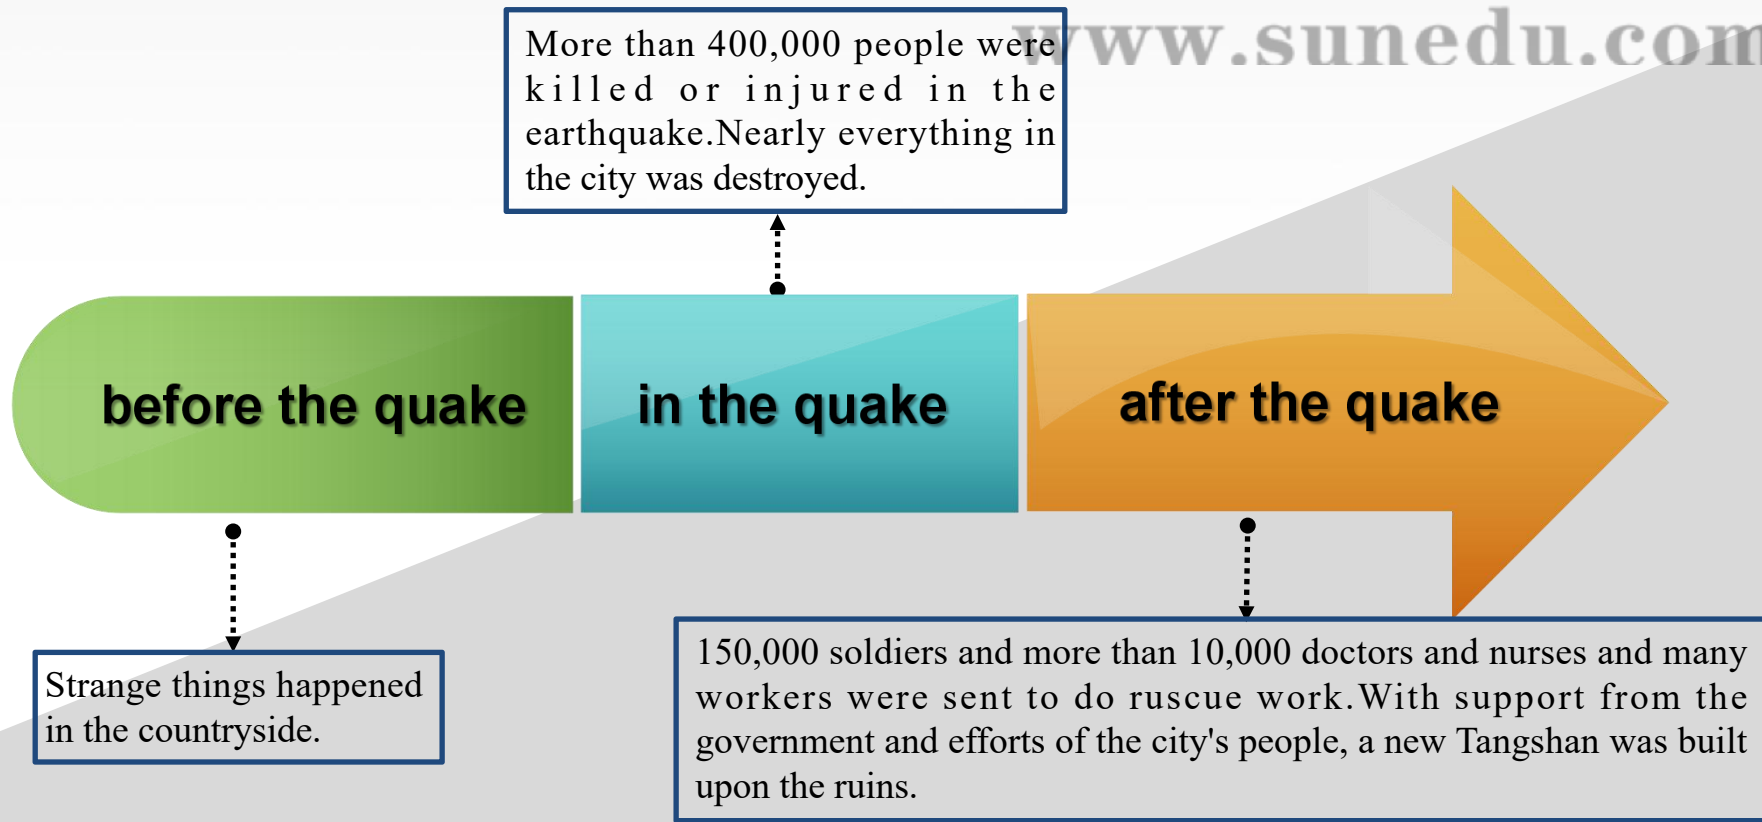 www.sunedu.com
More than 400,000 people were
killed or injured in the
earthquake.Nearly everything in
the city was destroyed.
before the quake
in the quake
after the quake
Strange things happened
in the countryside.
150,000 soldiers and more than 10,000 doctors and nurses and many
workers were sent to do ruscue work.With support from the
government and efforts of the city's people, a new Tangshan was built
upon the ruins.